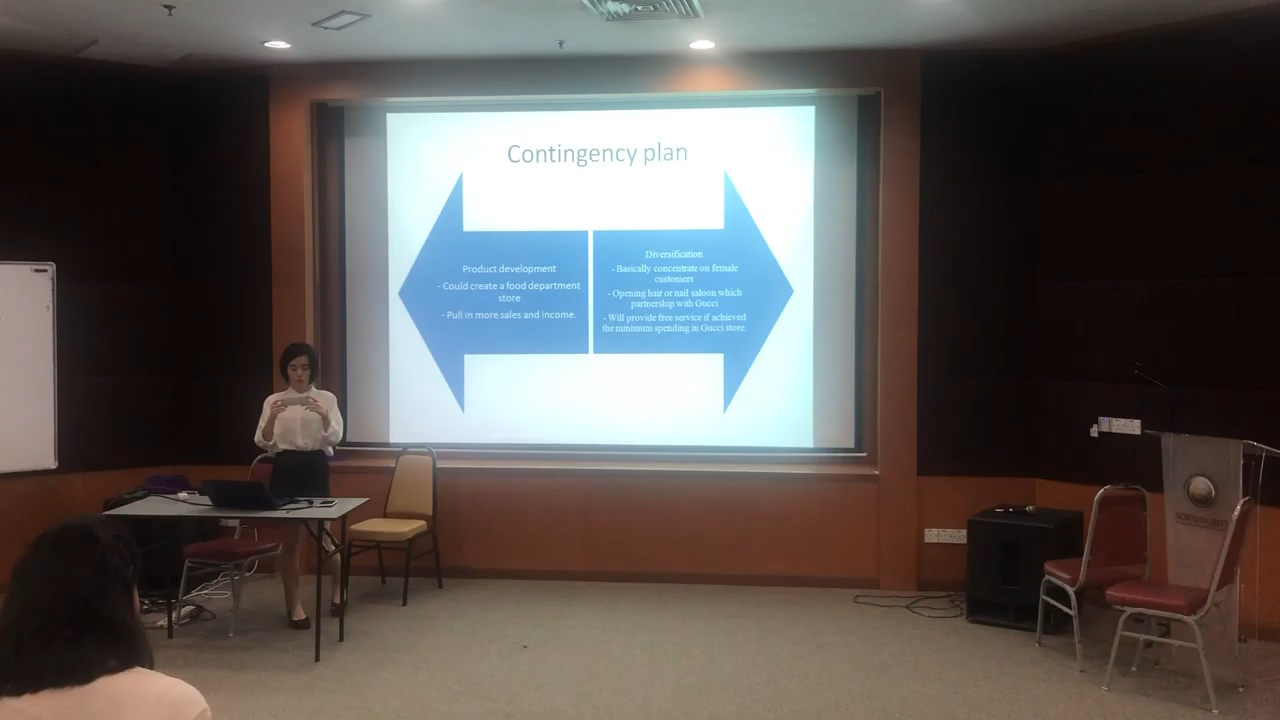 Contingency plan
Product development
- Could create a food department
store
- Pull in more sales and income.
Diversification
- Basically concentrate on female
customers
- Opening hair or nail saloon which
partnership with Gucci
- Will provide free service if achieved
the minimum spending in Gucci store.